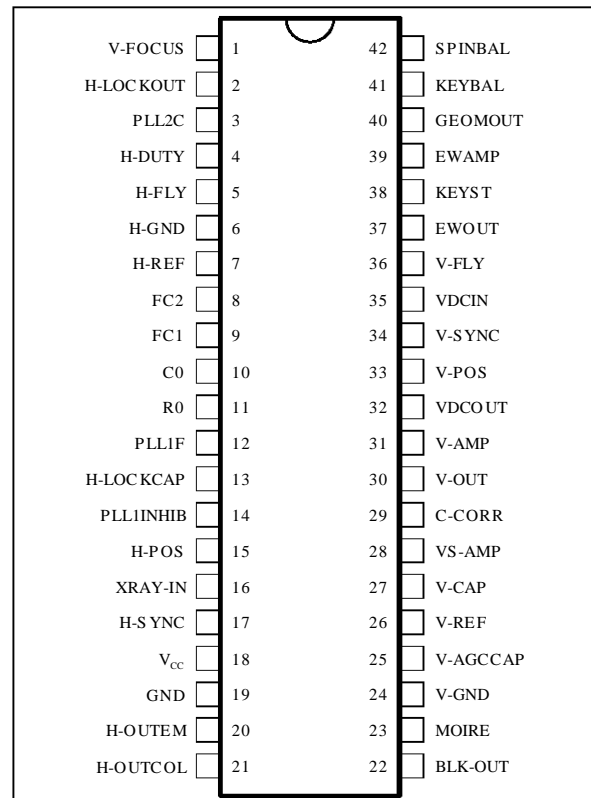 V-FOCUS 1 42 SPINBAL
H-LOCKOUT 2 41 KEYBAL
PLL2C 3 40 GEOMOUT
H-DUTY 4 39 EWAMP
H-FLY 5 38 KEYST
H-GND 6 37 EWOUT
H-REF 7 36 V-FLY
FC2 8 35 VDCIN
FC1 9 34 V-SYNC
C0 10 33 V-POS
R0 11 32 VDCOUT
PLL1F 12 31 V-AMP
H-LOCKCAP 13 30 V-OUT
PLL1INHIB 14 29 C-CORR
H-POS 15 28 VS-AMP
XRAY-IN 16 27 V-CAP
H-SYNC 17 26 V-REF
VCC 18 25 V-AGCCAP
GND 19 24 V-GND
H-OUTEM 20 23 MOIRE
H-OUTCOL 21 22 BLK-OUT